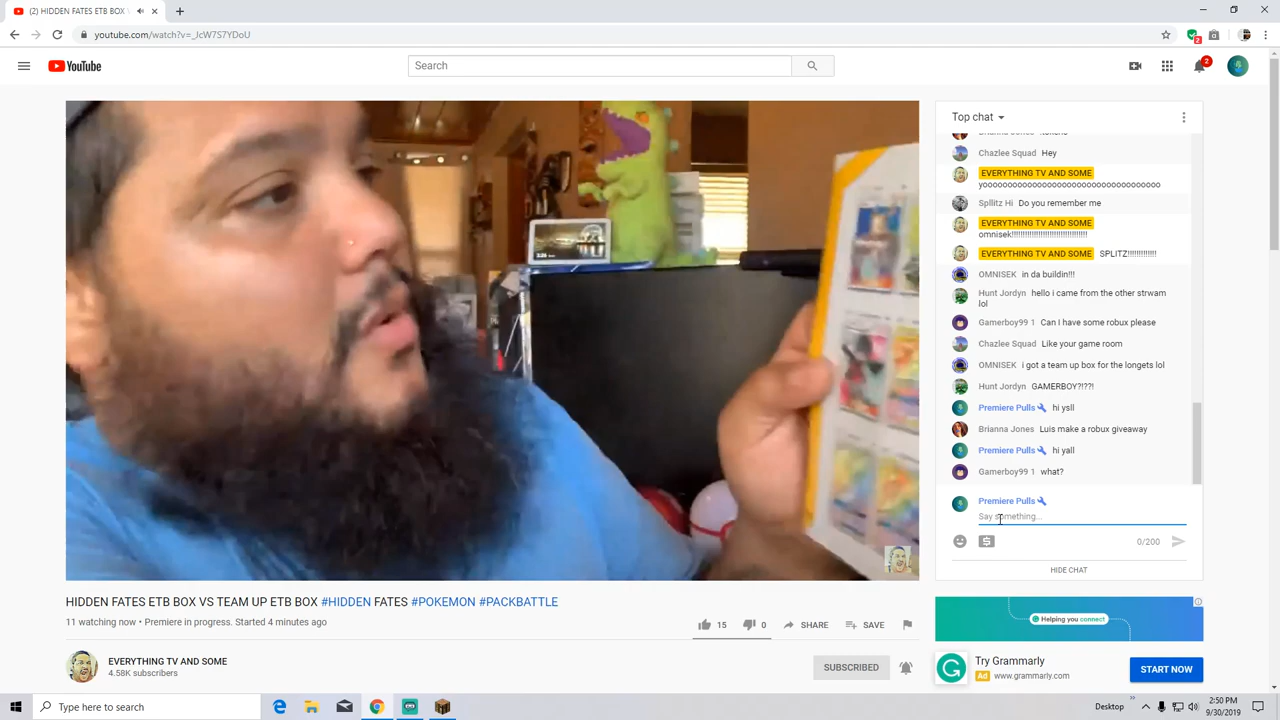 (2) HIDDEN FATES ETB BOX V
youtube.com/watch?v=_JcW7S7YDoU
2
YouTube
Search
2
Top chat
Chazlee Squad Hey
EVERYTHING TV AND SOME
yooooooooooooooooooooooooooooooooooo
Spllitz Hi Do you remember me
EVERYTHING TV AND SOME
omnisek!!!!!!!!!!!!!!!!!!!!!!!!!!!!!!!!!!
EVERYTHING TV AND SOME SPLITZ!!!!!!!!!!!!!
OMNISEK in da buildin!!!
Hunt Jordyn hello i came from the other strwam
lol
Gamerboy99 1 Can I have some robux please
Chazlee Squad Like your game room
OMNISEK i got a team up box for the longets lol
Hunt Jordyn GAMERBOY?!??!
Premiere Pulls hi ysll
Brianna Jones Luis make a robux giveaway
Premiere Pulls hi yall
Gamerboy99 1 what?
Premiere Pulls
Say something...
0/200
HIDE CHAT
HIDDEN FATES ETB BOX VS TEAM UP ETB BOX #HIDDEN FATES #POKEMON #PACKBATTLE
11 watching now • Premiere in progress. Started 4 minutes ago
15 0 SHARE SAVE
EVERYTHING TV AND SOME
4.58K subscribers
SUBSCRIBED
Helping you connect
Try Grammarly
Ad www.grammarly.com
START NOW
Type here to search
Desktop
2:50 PM
9/30/2019